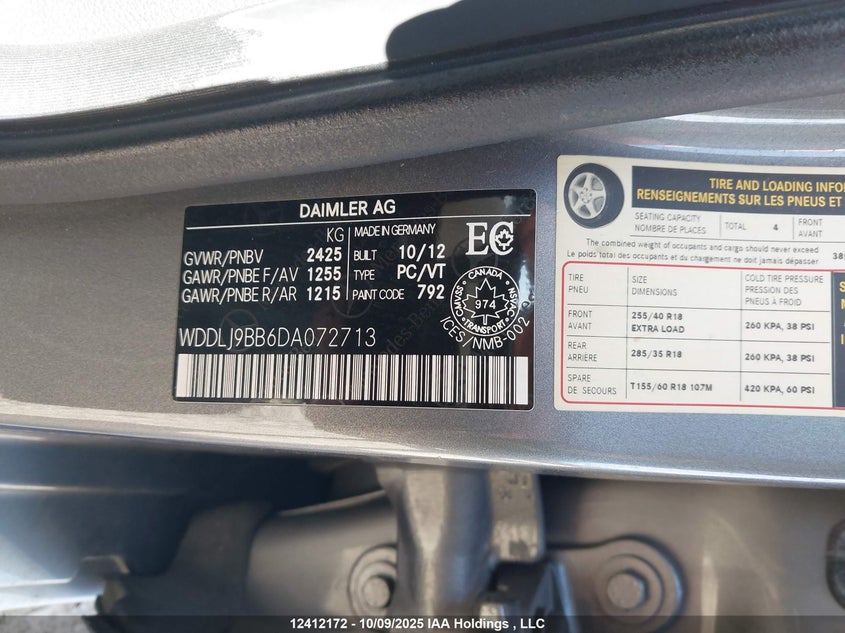 DAIMLER AG
KG
MADE IN GERMANY
GVWR/PNBV 2425 BUILT 10/12
GAWR/PNBE F/AV 1255 TYPE PC/VT
GAWR/PNBE R/AR 1215 PAINT CODE 792
EC
CANADA
CMVSS 974 NSVAC
TRANSPORT
ICES/NMB-002
WDDLJ9BB6DA072713
TIRE AND LOADING INFOR
RENSEIGNEMENTS SUR LES PNEUS ET
SEATING CAPACITY
NOMBRE DE PLACES
TOTAL 4
FRONT
AVANT
The combined weight of occupants and cargo should never exceed
Le poids total des occupants et du chargement ne doit jamais dépasser
TIRE
PNEU
SIZE
DIMENSIONS
COLD TIRE PRESSURE
PRESSION DES
PNEUS À FROID
FRONT
AVANT
255/40 R18
EXTRA LOAD
260 KPA, 38 PSI
REAR
ARRIÈRE
285/35 R18
260 KPA, 38 PSI
SPARE
DE SECOURS
T155/60 R18 107M
420 KPA, 60 PSI
12412172 - 10/09/2025 IAA Holdings , LLC